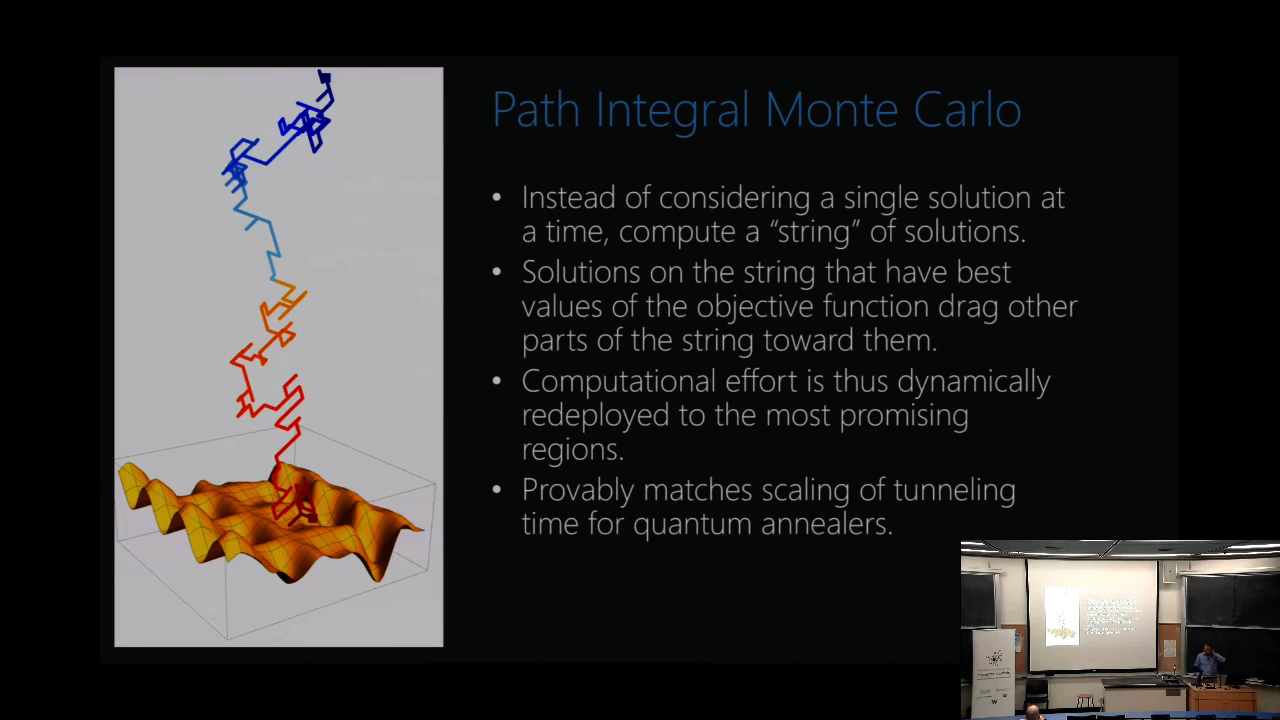 Path Integral Monte Carlo
• Instead of considering a single solution at
a time, compute a “string” of solutions.
• Solutions on the string that have best
values of the objective function drag other
parts of the string toward them.
• Computational effort is thus dynamically
redeployed to the most promising
regions.
• Provably matches scaling of tunneling
time for quantum annealers.